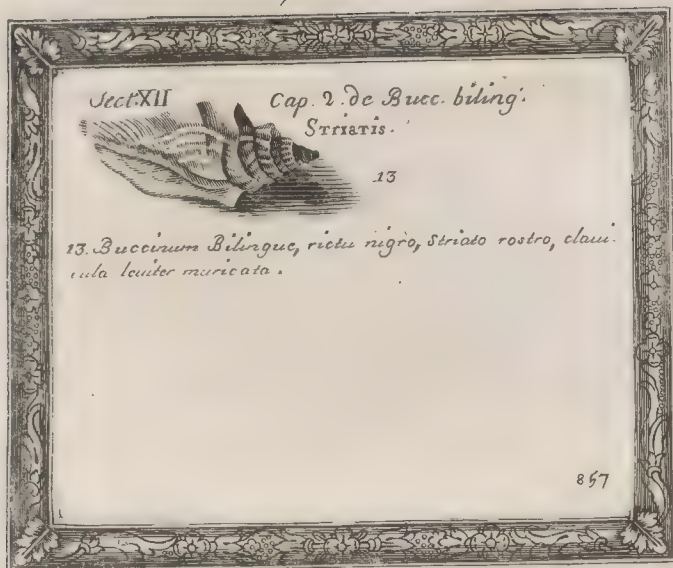 Sect: XII Cap. 2. de Bucc. biling.
Striatis.
13
13. Buccinum Bilingue, rictu nigro, Striato rostro, clavi-
cula leviter muricata.
857